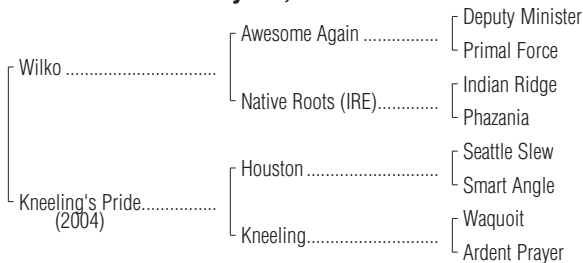 Deputy Minister
Awesome Again ................
Primal Force
Wilko ................................
Indian Ridge
Native Roots (IRE).............
Phazania
Seattle Slew
Houston ............................
Smart Angle
Kneeling's Pride................
(2004)
Waquoit
Kneeling............................
Ardent Prayer